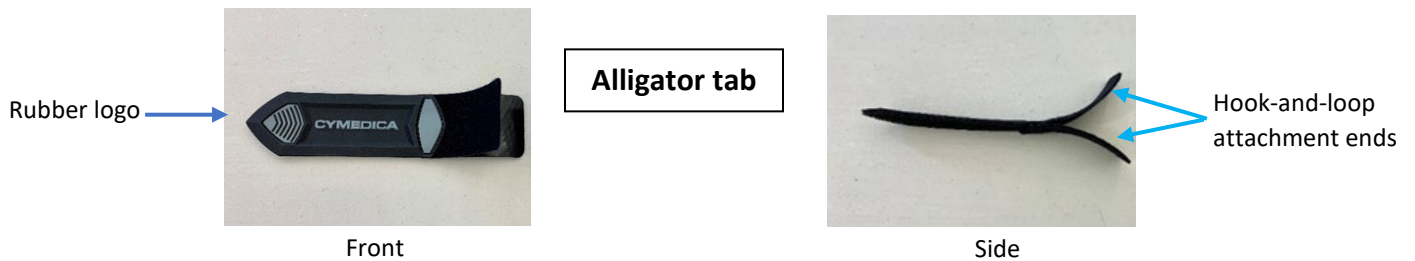 Alligator tab
Rubber logo
CYMEDICA
Hook-and-loop
attachment ends
Front
Side